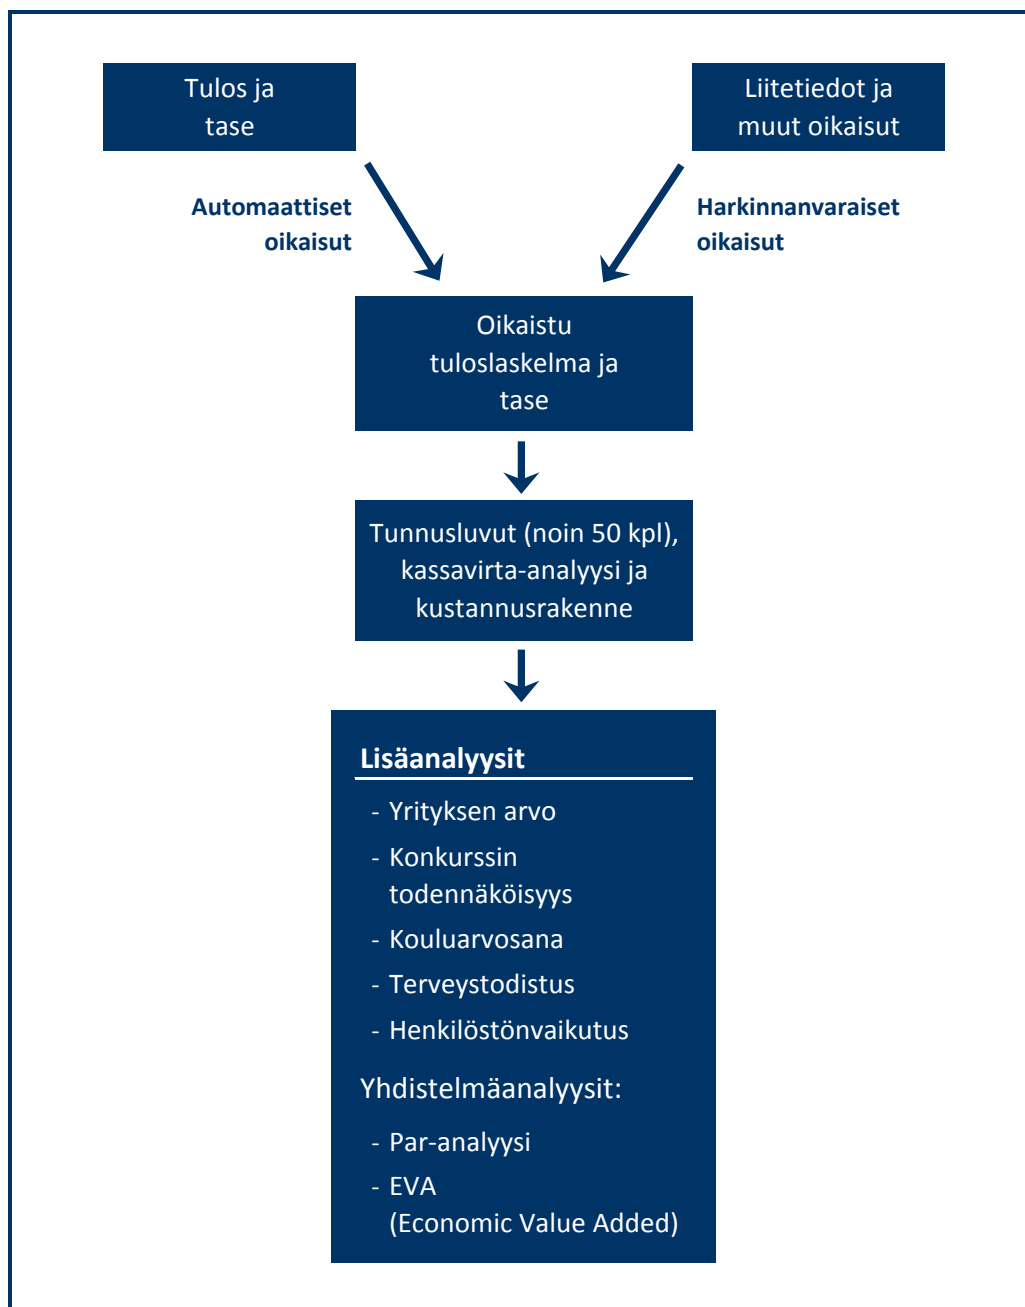 Tulos ja
tase
Liitetiedot ja
muut oikaisut
Automaattiset
oikaisut
Harkinnanvaraiset
oikaisut
Oikaistu
tuloslaskelma ja
tase
Tunnusluvut (noin 50 kpl),
kassavirta-analyysi ja
kustannusrakenne
Lisäanalyysit
- Yrityksen arvo
- Konkurssin
todennäköisyys
- Kouluarvosana
- Terveystodistus
- Henkilöstönvaikutus
Yhdistelmäanalyysit:
- Par-analyysi
- EVA
(Economic Value Added)